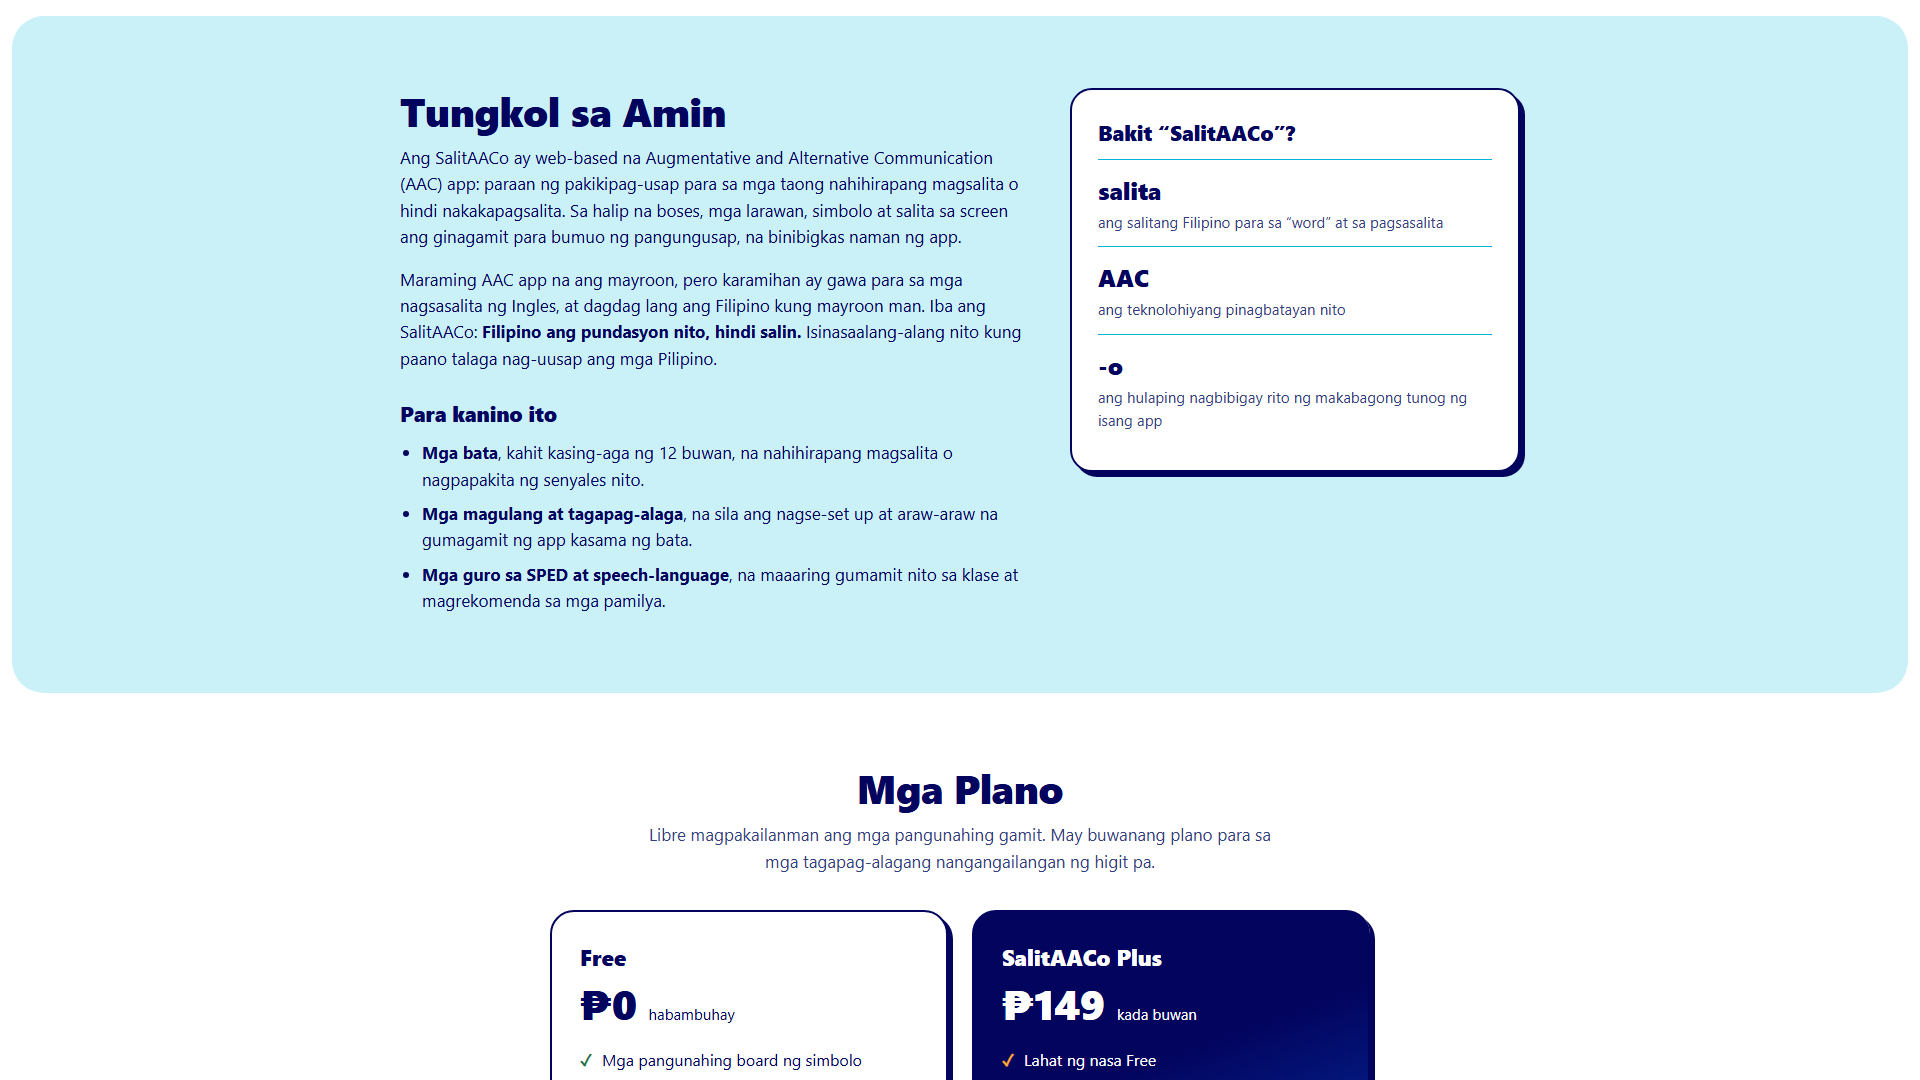 Tungkol sa Amin
Ang SalitAACo ay web-based na Augmentative and Alternative Communication
(AAC) app: paraan ng pakikipag-usap para sa mga taong nahihirapang magsalita o
hindi nakakapagsalita. Sa halip na boses, mga larawan, simbolo at salita sa screen
ang ginagamit para bumuo ng pangungusap, na binibigkas naman ng app.
Maraming AAC app na ang mayroon, pero karamihan ay gawa para sa mga
nagsasalita ng Ingles, at dagdag lang ang Filipino kung mayroon man. Iba ang
SalitAACo: Filipino ang pundasyon nito, hindi salin. Isinasaalang-alang nito kung
paano talaga nag-uusap ang mga Pilipino.
Para kanino ito
• Mga bata, kahit kasing-aga ng 12 buwan, na nahihirapang magsalita o
nagpapakita ng senyales nito.
• Mga magulang at tagapag-alaga, na sila ang nagse-set up at araw-araw na
gumagamit ng app kasama ng bata.
• Mga guro sa SPED at speech-language, na maaaring gumamit nito sa klase at
magrekomenda sa mga pamilya.
Bakit “SalitAACo”?
salita
ang salitang Filipino para sa “word” at sa pagsasalita
AAC
ang teknolohiyang pinagbatayan nito
-o
ang hulaping nagbibigay rito ng makabagong tunog ng
isang app
Mga Plano
Libre magpakailanman ang mga pangunahing gamit. May buwanang plano para sa
mga tagapag-alagang nangangailangan ng higit pa.
Free
₱0 habambuhay
✓ Mga pangunahing board ng simbolo
SalitAACo Plus
₱149 kada buwan
✓ Lahat ng nasa Free